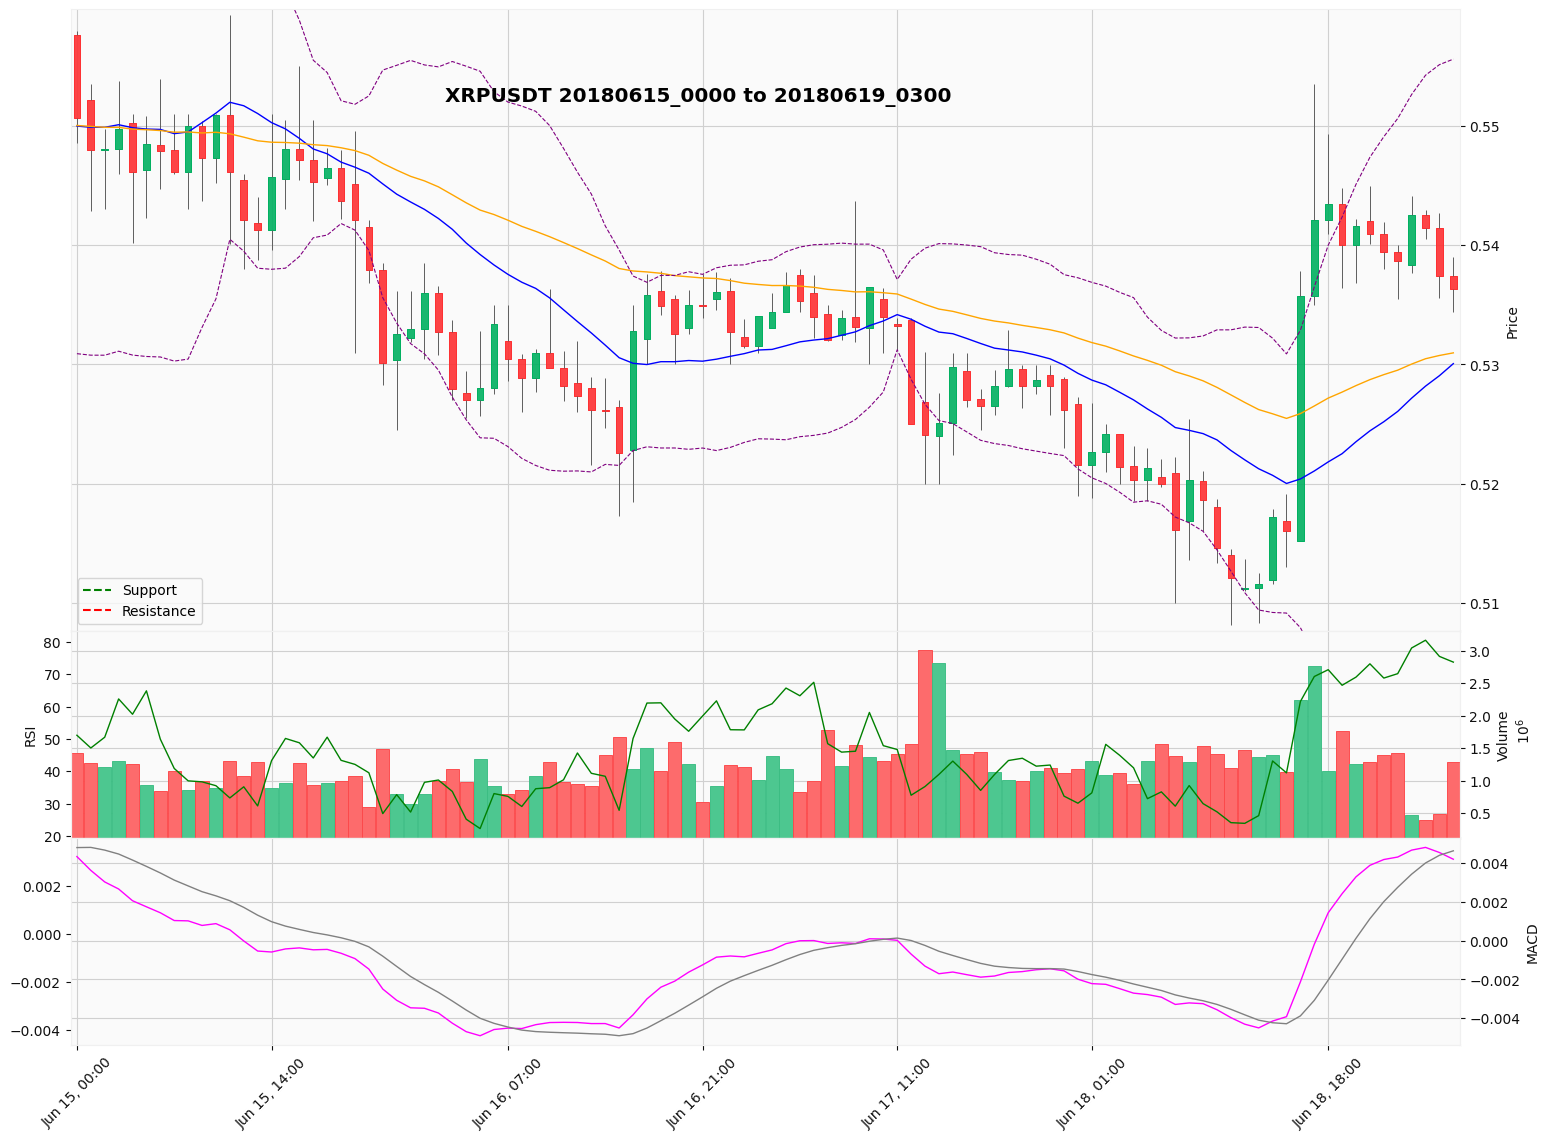 XRPUSDT 20180615_0000 to 20180619_0300
0.55
0.54
0.53
0.52
0.51
Price
Support
Resistance
80
70
60
50
40
30
20
RSI
3.0
2.5
2.0
1.5
1.0
0.5
Volume
10^6
0.002
0.000
−0.002
−0.004
0.004
0.002
0.000
−0.002
−0.004
MACD
Jun 15, 00:00
Jun 15, 14:00
Jun 16, 07:00
Jun 16, 21:00
Jun 17, 11:00
Jun 18, 01:00
Jun 18, 18:00